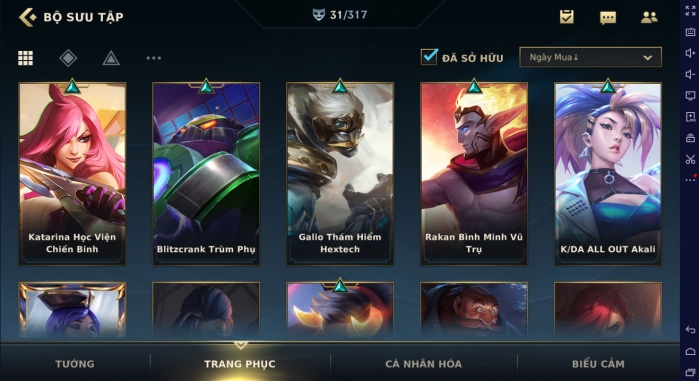 BỘ SƯU TẬP
31/317
ĐÃ SỞ HỮU
Ngày Mua↓
Katarina Học Viện
Chiến Binh
Blitzcrank Trùm Phụ
Galio Thám Hiểm
Hextech
Rakan Bình Minh Vũ
Trụ
K/DA ALL OUT Akali
TƯỚNG
TRANG PHỤC
CÁ NHÂN HÓA
BIỂU CẢM